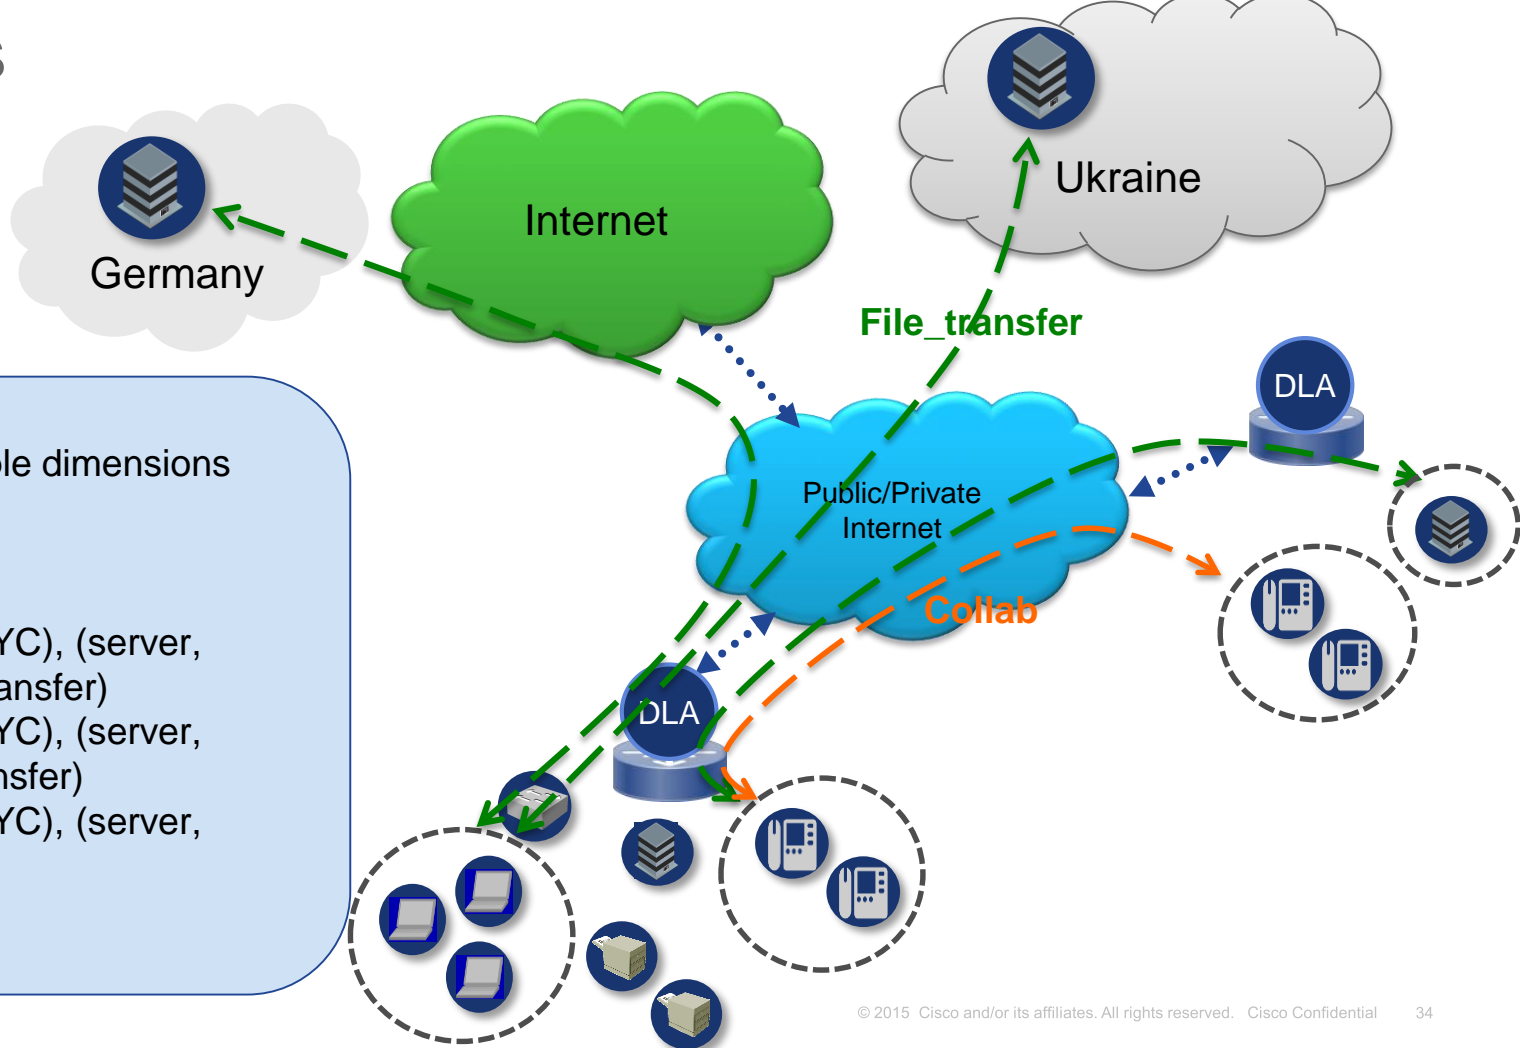 s
Ukraine
Internet
Germany
File_transfer
DLA
ole dimensions
Public/Private
Internet
Collab
YC), (server,
ansfer)
DLA
YC), (server,
nsfer)
YC), (server,
© 2015 Cisco and/or its affiliates. All rights reserved. Cisco Confidential 34